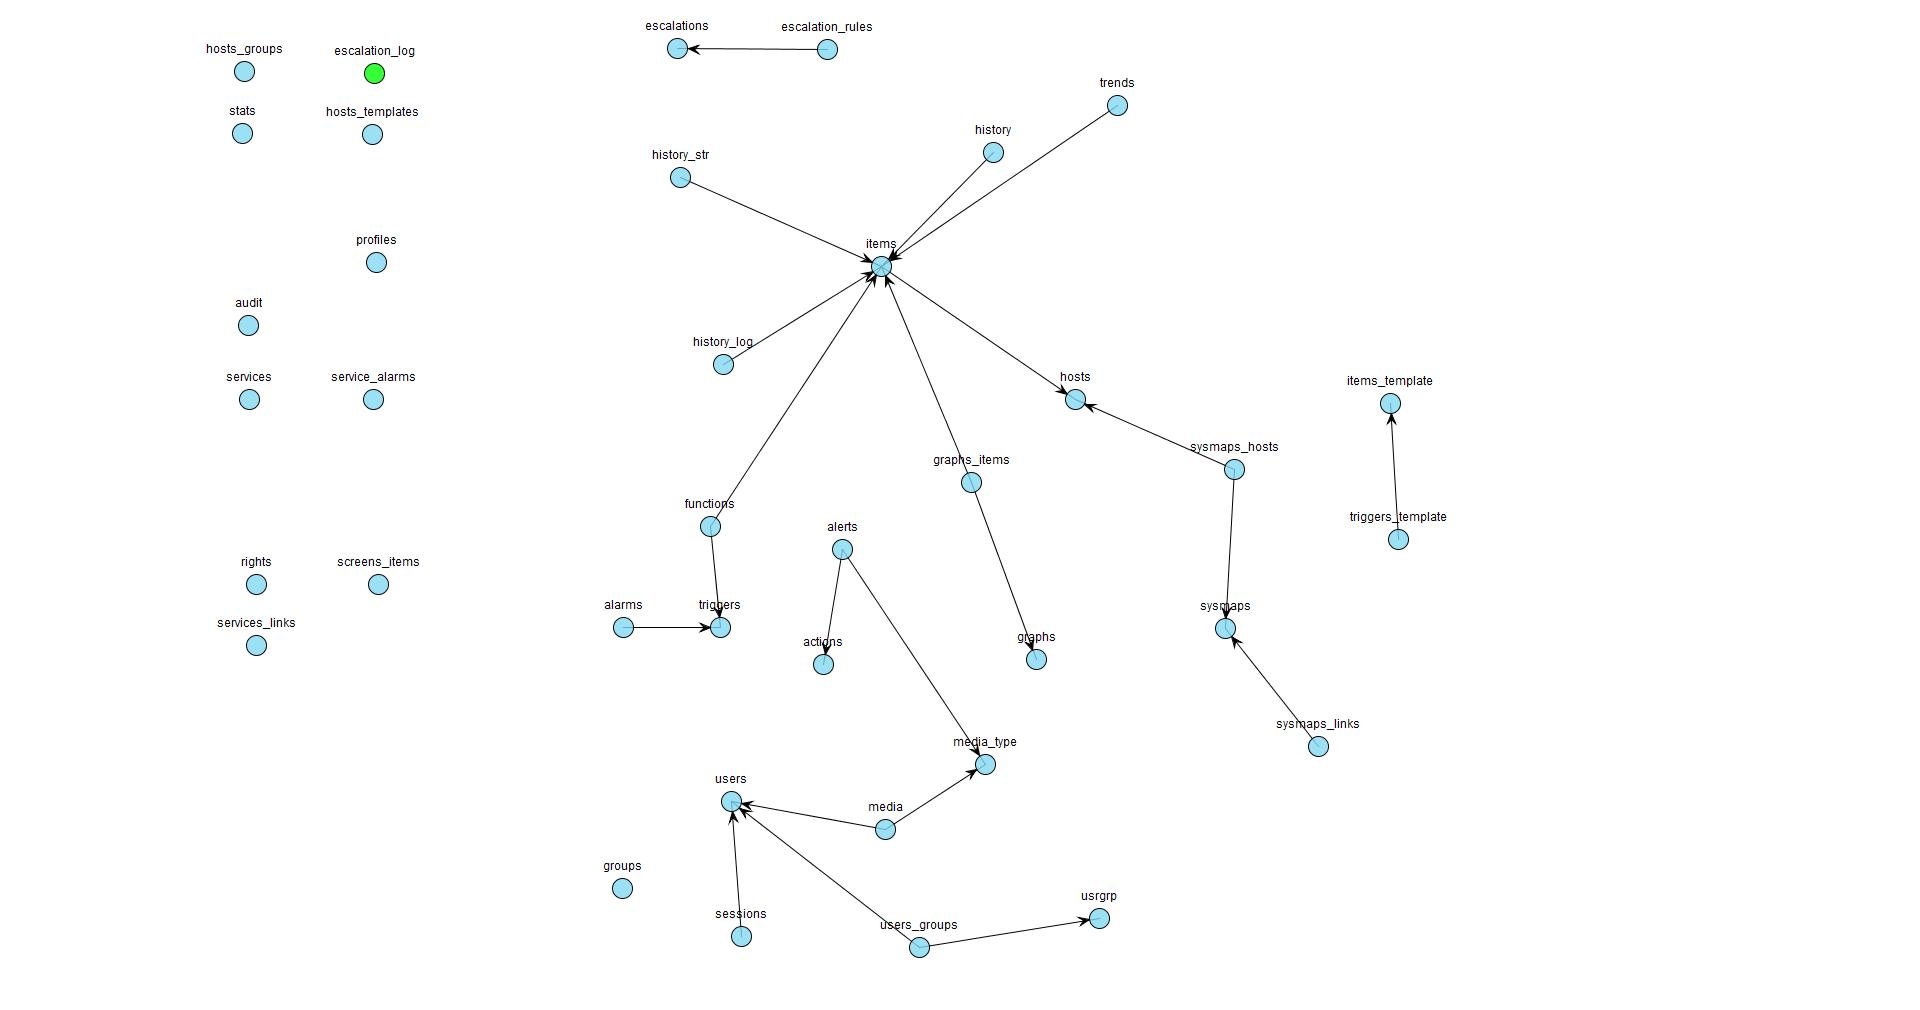 escalations
escalation_rules
hosts_groups
escalation_log
trends
stats
hosts_templates
history
history_str
profiles
items
audit
history_log
services
service_alarms
hosts
items_template
sysmaps_hosts
graphs_items
functions
triggers_template
alerts
rights
screens_items
alarms
triggers
sysmaps
services_links
actions
graphs
sysmaps_links
media_type
users
media
groups
usrgrp
sessions
users_groups